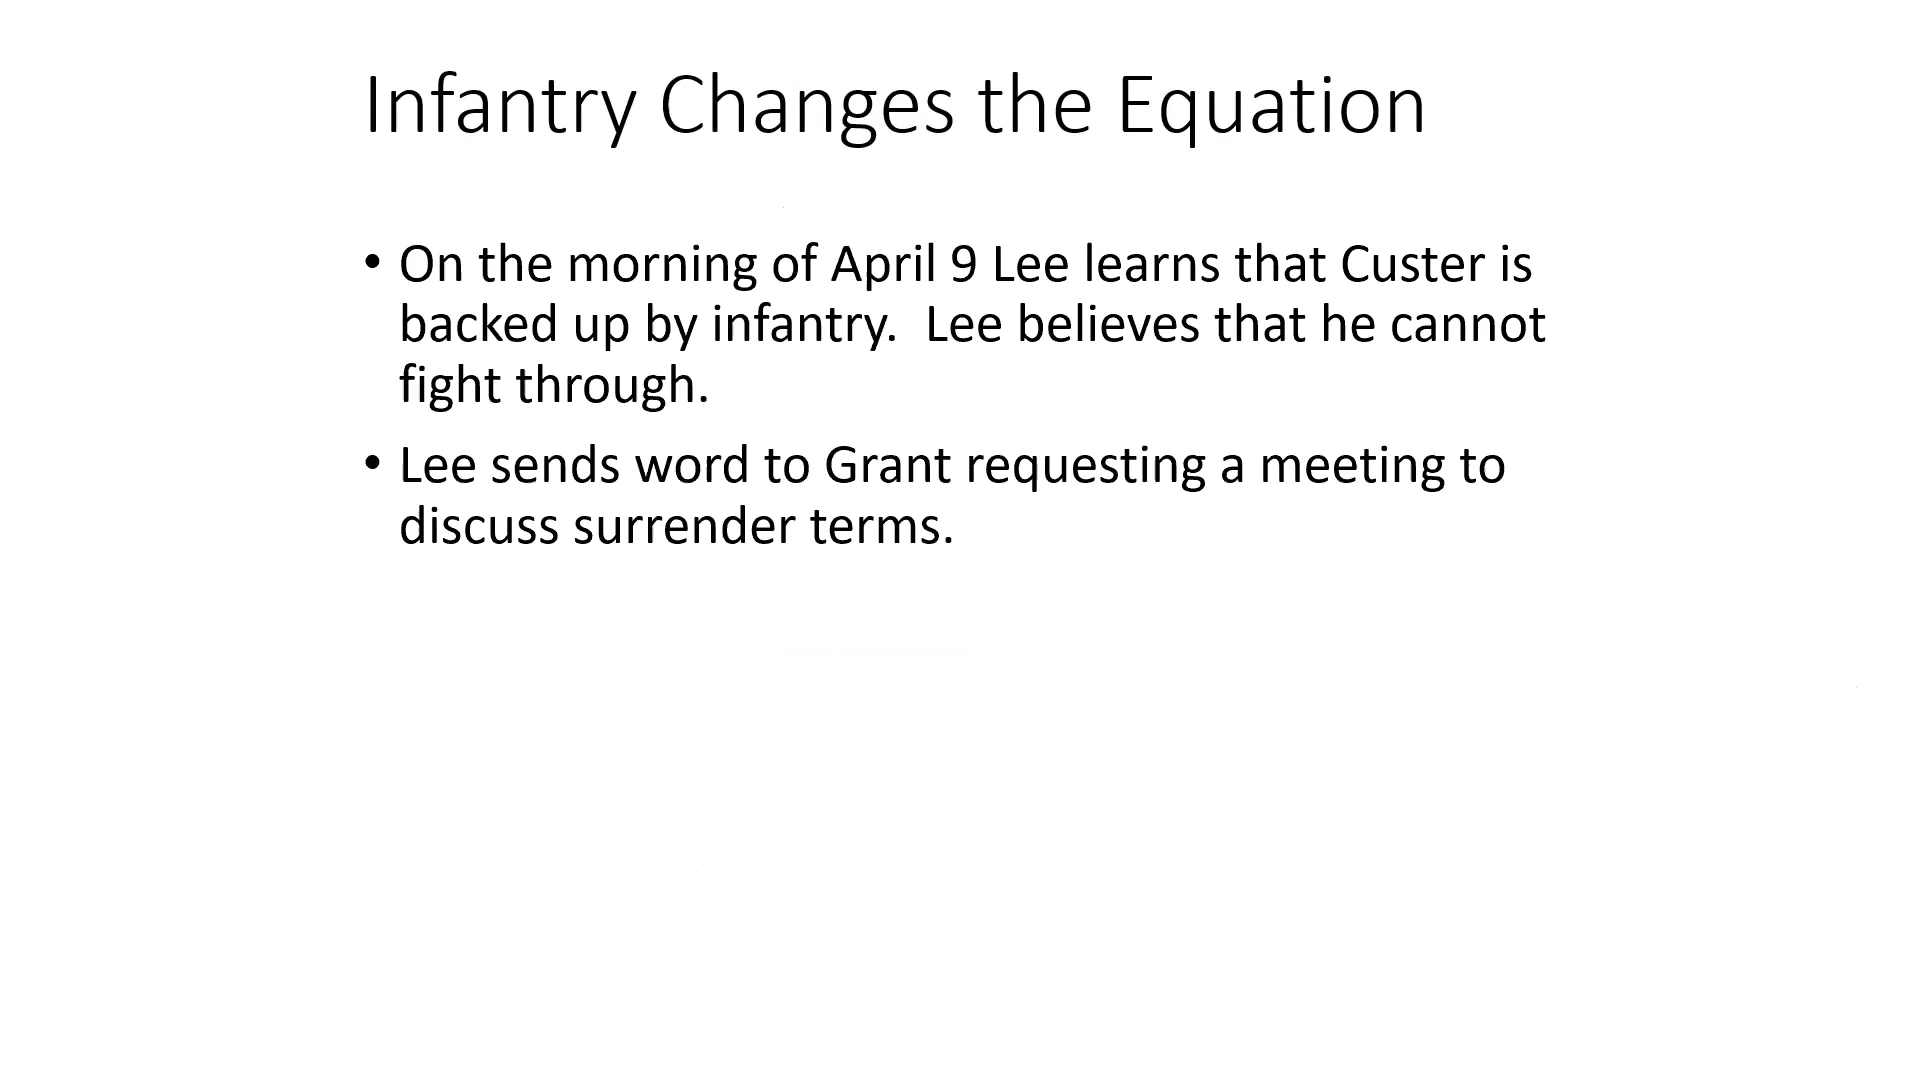 Infantry Changes the Equation
• On the morning of April 9 Lee learns that Custer is
backed up by infantry.  Lee believes that he cannot
fight through.
• Lee sends word to Grant requesting a meeting to
discuss surrender terms.